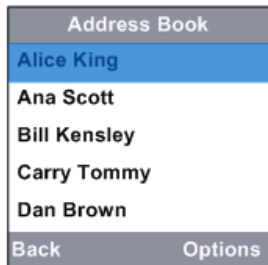 Address Book
Alice King
Ana Scott
Bill Kensley
Carry Tommy
Dan Brown
Back Options